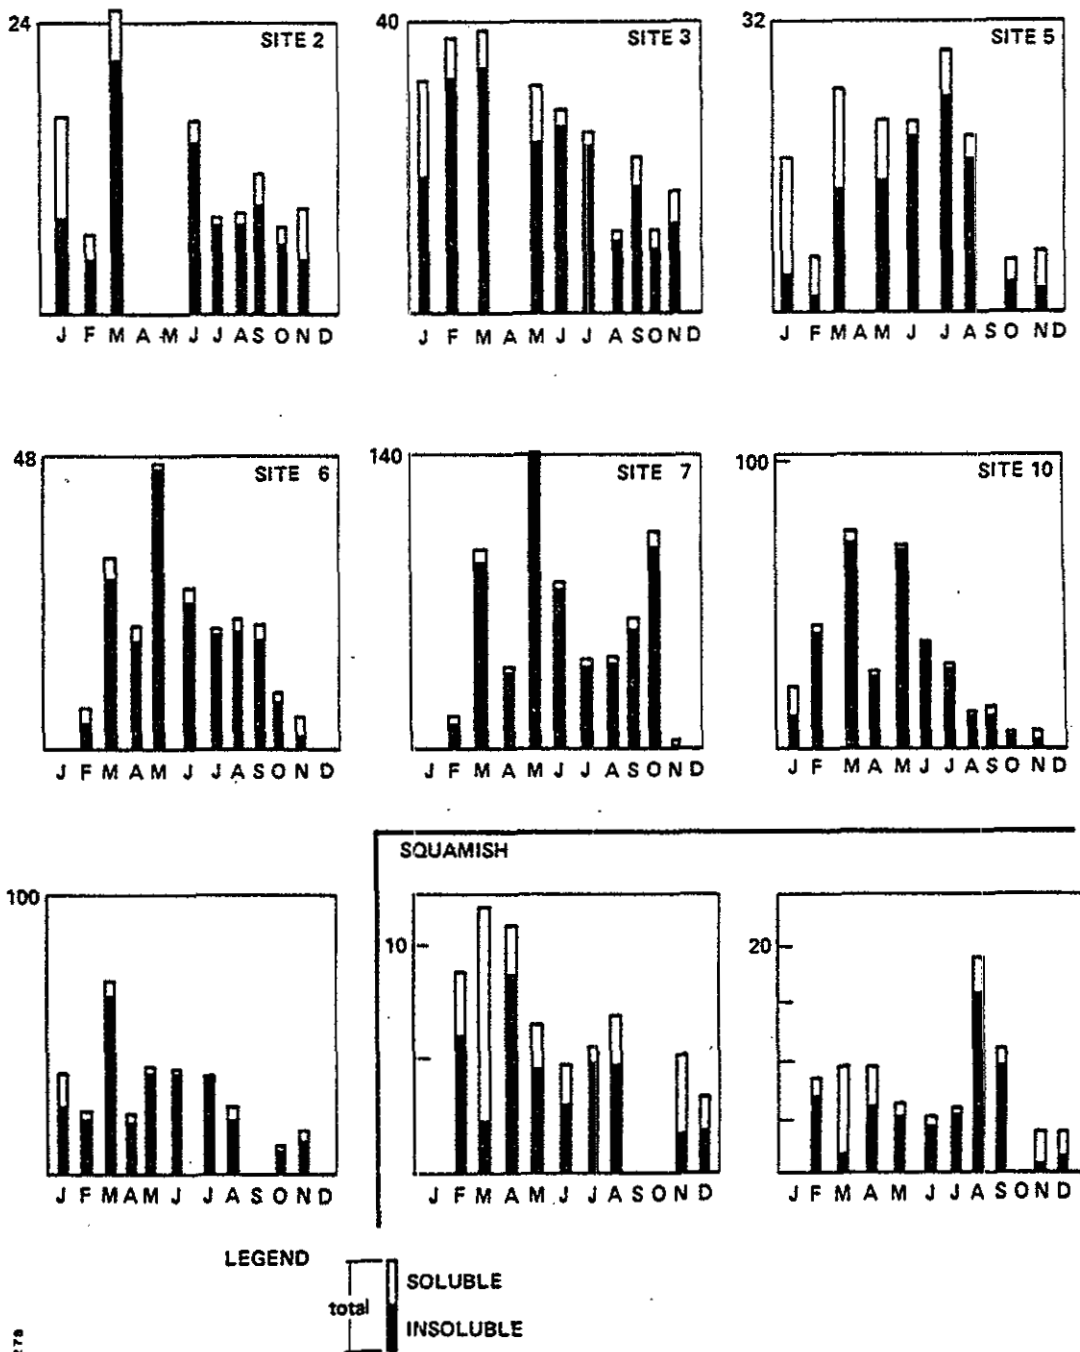 24
SITE 2
J F M A M J J A S O N D
40
SITE 3
J F M A M J J A S O N D
32
SITE 5
J F M A M J J A S O N D
48
SITE 6
J F M A M J J A S O N D
140
SITE 7
J F M A M J J A S O N D
100
SITE 10
J F M A M J J A S O N D
100
J F M A M J J A S O N D
SQUAMISH
10
J F M A M J J A S O N D
20
J F M A M J J A S O N D
LEGEND
total
SOLUBLE
INSOLUBLE